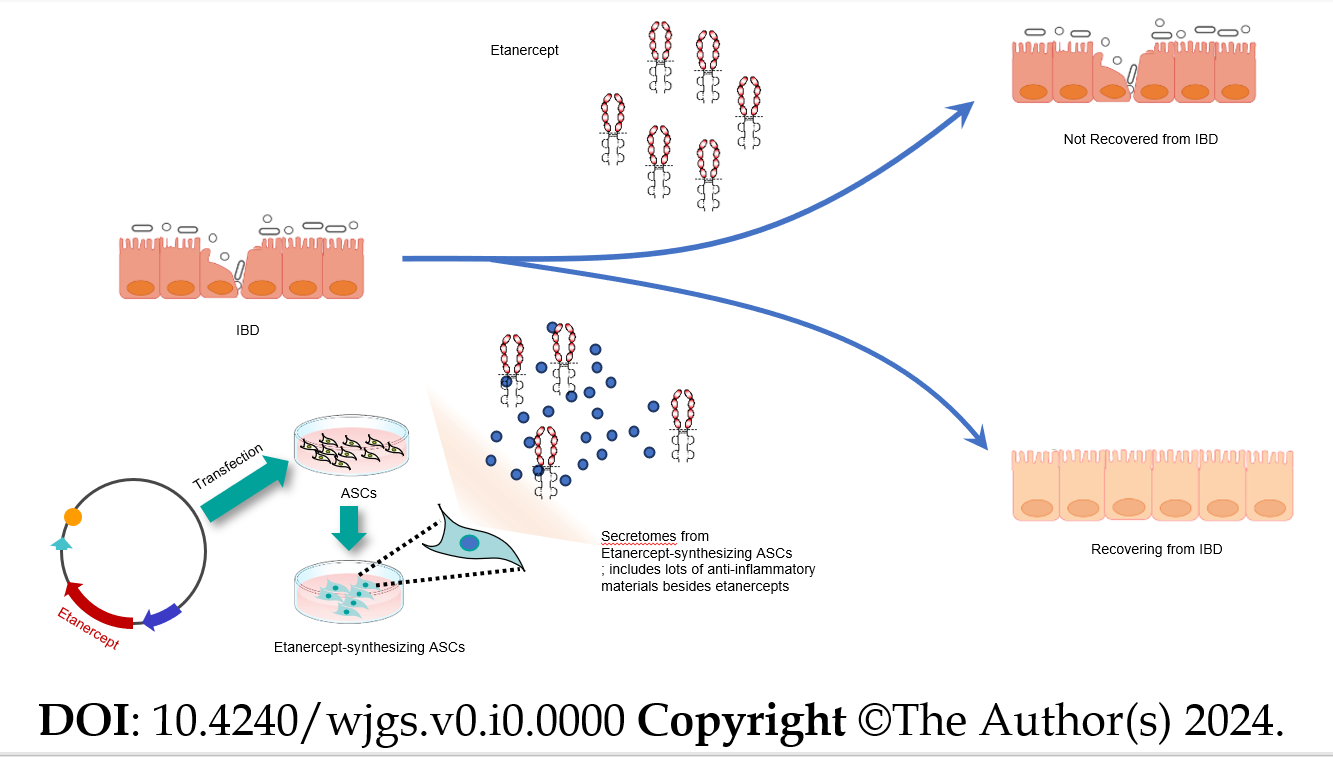 Etanercept
Not Recovered from IBD
IBD
Transfection
ASCs
Etanercept
Etanercept-synthesizing ASCs
Secretomes from
Etanercept-synthesizing ASCs
; includes lots of anti-inflammatory
materials besides etanercepts
Recovering from IBD
DOI: 10.4240/wjgs.v0.i0.0000 Copyright ©The Author(s) 2024.